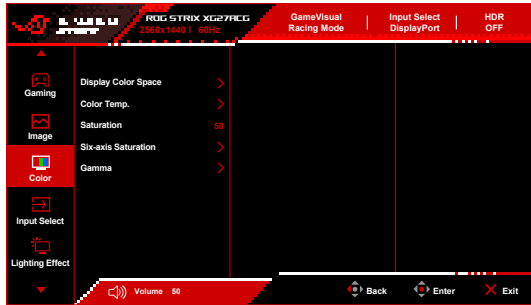 ROG STRIX XG27ACG
2560x1440 | 60Hz
GameVisual
Racing Mode
Input Select
DisplayPort
HDR
OFF
Gaming
Image
Color
Input Select
Lighting Effect
Display Color Space
Color Temp.
Saturation 50
Six-axis Saturation
Gamma
Volume 50
Back
Enter
Exit